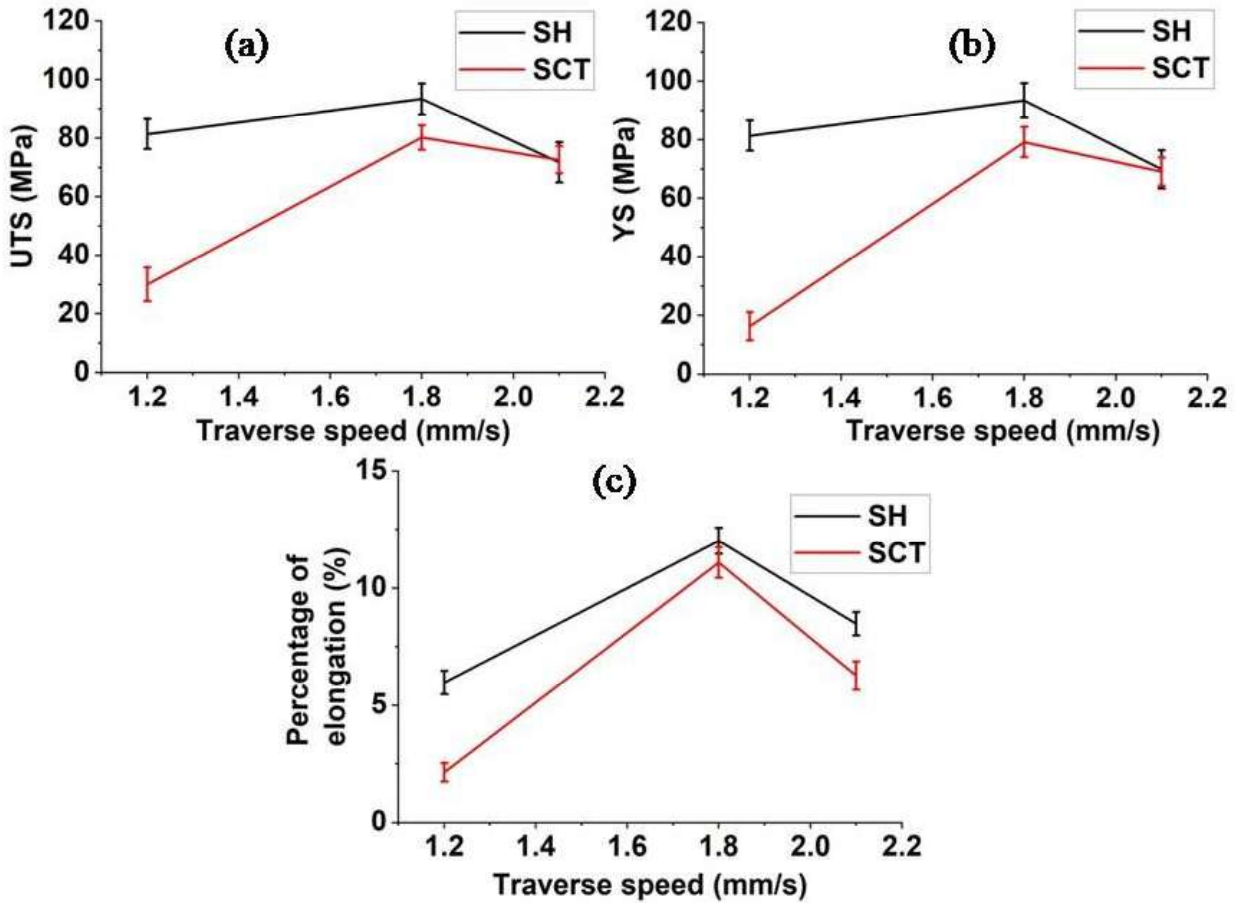 (a)
SH
SCT
UTS (MPa)
120
100
80
60
40
20
0
1.2 1.4 1.6 1.8 2.0 2.2
Traverse speed (mm/s)
(b)
SH
SCT
YS (MPa)
120
100
80
60
40
20
0
1.2 1.4 1.6 1.8 2.0 2.2
Traverse speed (mm/s)
(c)
SH
SCT
Percentage of
elongation (%)
15
10
5
0
1.2 1.4 1.6 1.8 2.0 2.2
Traverse speed (mm/s)